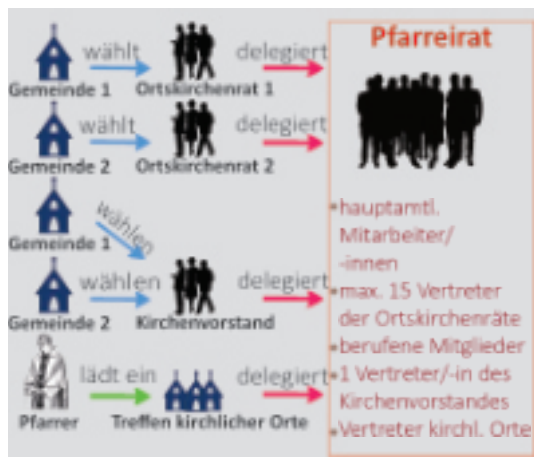 wählt
delegiert
Gemeinde 1
Ortskirchenrat 1
wählt
delegiert
Gemeinde 2
Ortskirchenrat 2
Gemeinde 1
wählen
wählen
delegiert
Gemeinde 2
Kirchenvorstand
lädt ein
delegiert
Pfarrer
Treffen kirchlicher Orte
Pfarreirat
•hauptamtl.
Mitarbeiter/
-innen
•max. 15 Vertreter
der Ortskirchenräte
•berufene Mitglieder
•1 Vertreter/-in des
Kirchenvorstandes
•Vertreter kirchl. Orte